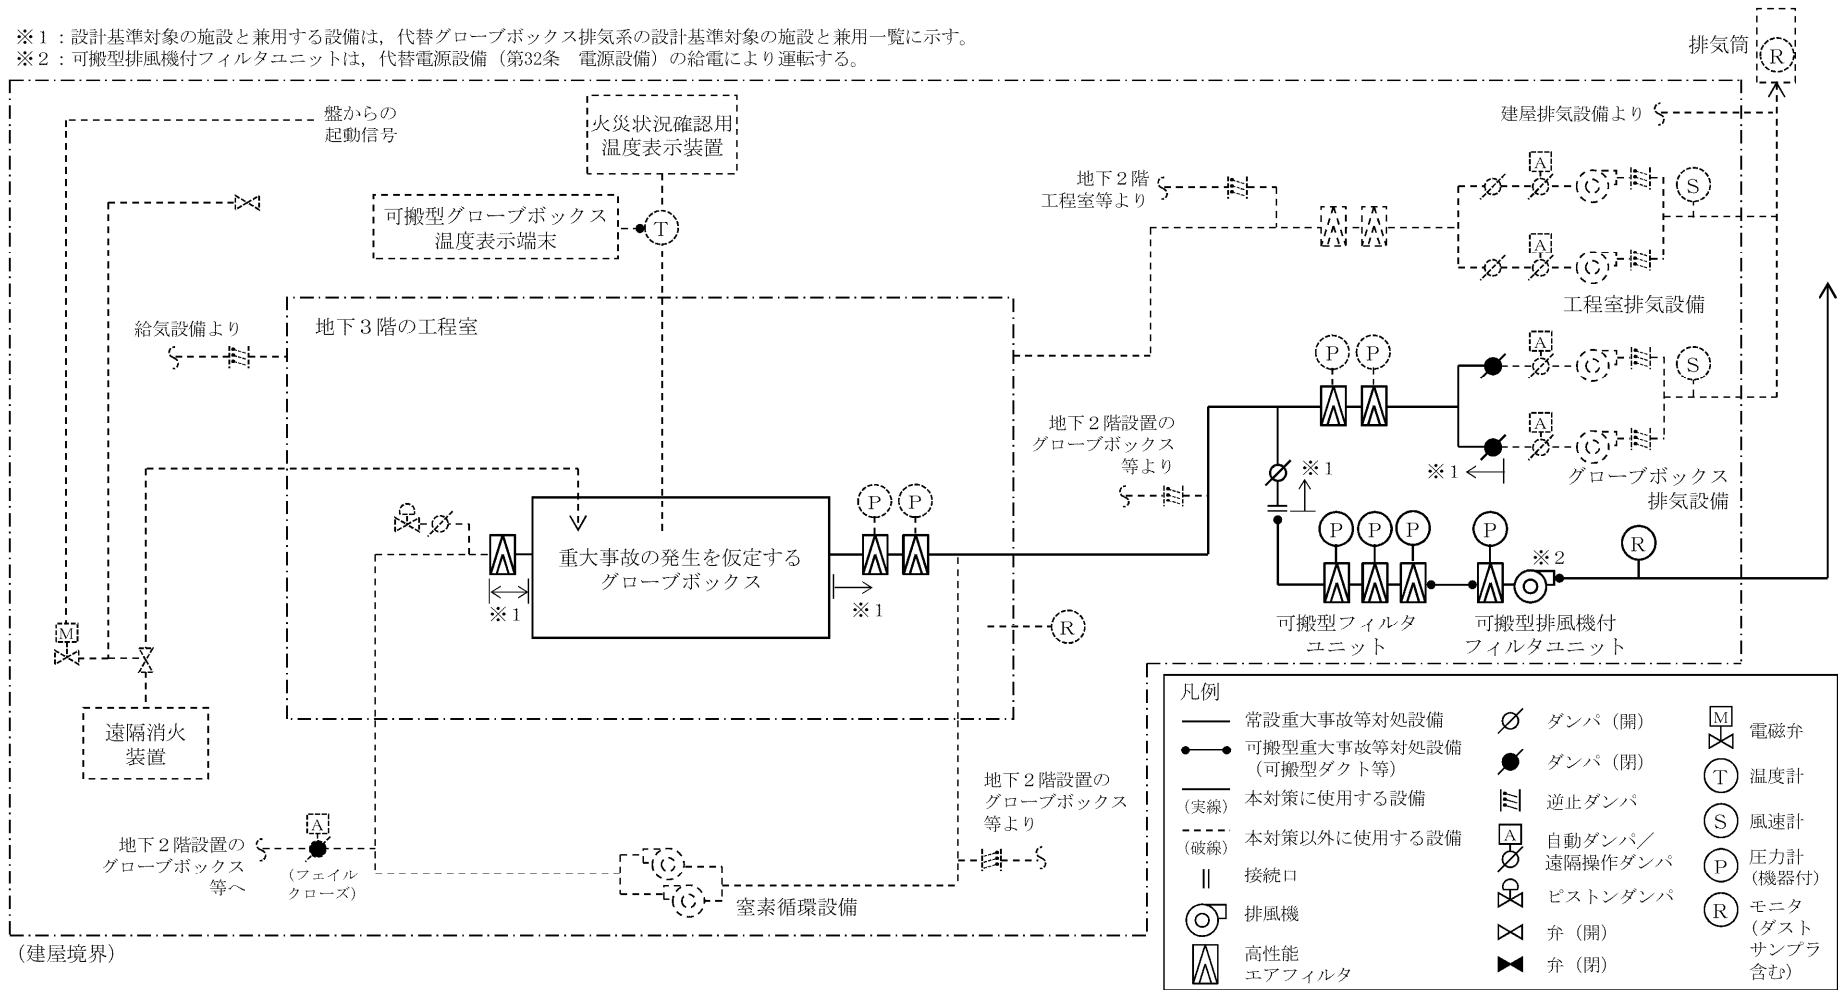 ※１：設計基準対象の施設と兼用する設備は，代替グローブボックス排気系の設計基準対象の施設と兼用一覧に示す。
※２：可搬型排風機付フィルタユニットは，代替電源設備（第32条　電源設備）の給電により運転する。
排気筒
R
盤からの
起動信号
火災状況確認用
温度表示装置
建屋排気設備より
可搬型グローブボックス
温度表示端末
T
地下２階
工程室等より
A
S
A
工程室排気設備
給気設備より
地下３階の工程室
P
P
A
S
A
地下２階設置の
グローブボックス
等より
※１
※１
グローブボックス
排気設備
P
P
重大事故の発生を仮定する
グローブボックス
※１
※１
P
P
P
P
※２
R
可搬型フィルタ
ユニット
可搬型排風機付
フィルタユニット
R
M
遠隔消火
装置
地下２階設置の
グローブボックス
等へ
A
（フェイル
クローズ）
窒素循環設備
地下２階設置の
グローブボックス
等より
（建屋境界）
凡例
常設重大事故等対処設備
可搬型重大事故等対処設備
（可搬型ダクト等）
（実線）
本対策に使用する設備
（破線）
本対策以外に使用する設備
接続口
排風機
高性能
エアフィルタ
ダンパ（開）
ダンパ（閉）
逆止ダンパ
A
自動ダンパ／
遠隔操作ダンパ
ピストンダンパ
弁（開）
弁（閉）
M
電磁弁
T
温度計
S
風速計
P
圧力計
（機器付）
R
モニタ
（ダスト
サンプラ
含む）